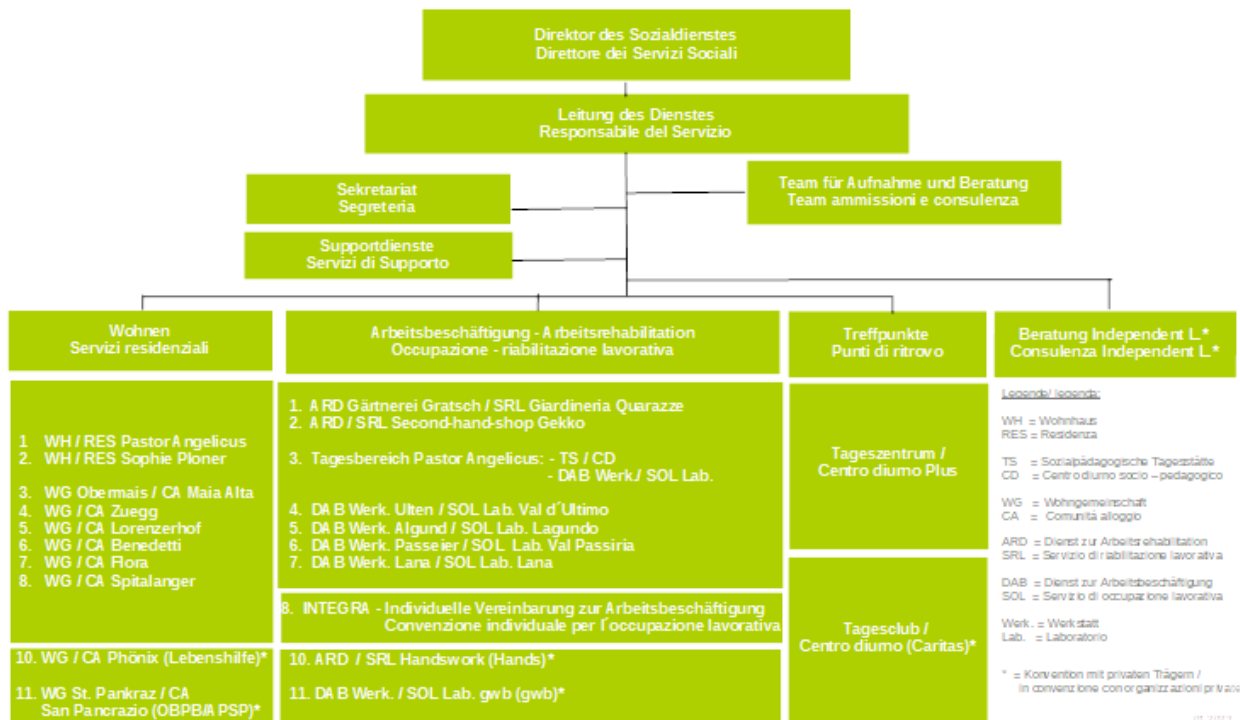 Direktor des Sozialdienstes
Direttore dei Servizi Sociali
Leitung des Dienstes
Responsabile del Servizio
Sekretariat
Segreteria
Team für Aufnahme und Beratung
Team ammissioni e consulenza
Supportdienste
Servizi di Supporto
Wohnen
Servizi residenziali
Arbeitsbeschäftigung - Arbeitsrehabilitation
Occupazione - riabilitazione lavorativa
Treffpunkte
Punti di ritrovo
Beratung Independent L.*
Consulenza Independent L.*
1 WH / RES Pastor Angelicus
2. WH / RES Sophie Ploner
3. WG Obermais / CA Maia Alta
4. WG / CA Zuegg
5. WG / CA Lorenzerhof
6. WG / CA Benedetti
7. WG / CA Flora
8. WG / CA Spitalanger
10. WG / CA Phönix (Lebenshilfe)*
11. WG St. Pankraz / CA
San Pancrazio (OBPB/APSP)*
1. ARD Gärtnerei Gratsch / SRL Giardineria Quarazze
2. ARD / SRL Second-hand-shop Gekko
3. Tagesbereich Pastor Angelicus: - TS / CD
- DAB Werk./ SOL Lab.
4. DAB Werk. Ulten / SOL Lab. Val d´Ultimo
5. DAB Werk. Algund / SOL Lab. Lagundo
6. DAB Werk. Passeier / SOL Lab. Val Passiria
7. DAB Werk. Lana / SOL Lab. Lana
8. INTEGRA - Individuelle Vereinbarung zur Arbeitsbeschäftigung
Convenzione individuale per l´occupazione lavorativa
10. ARD / SRL Handswork (Hands)*
11. DAB Werk. / SOL Lab. gwb (gwb)*
Tageszentrum /
Centro diurno Plus
Tagesclub /
Centro diurno (Caritas)*
Legende/ legenda:
WH = Wohnhaus
RES = Residenza
TS = Sozialpädagogische Tagesstätte
CD = Centro diurno socio – pedagogico
WG = Wohngemeinschaft
CA = Comunità alloggio
ARD = Dienst zur Arbeitsrehabilitation
SRL = Servizio di riabilitazione lavorativa
DAB = Dienst zur Arbeitsbeschäftigung
SOL = Servizio di occupazione lavorativa
Werk. = Werkstatt
Lab. = Laboratorio
* = Konvention mit privaten Trägern /
in convenzione con organizzazioni private